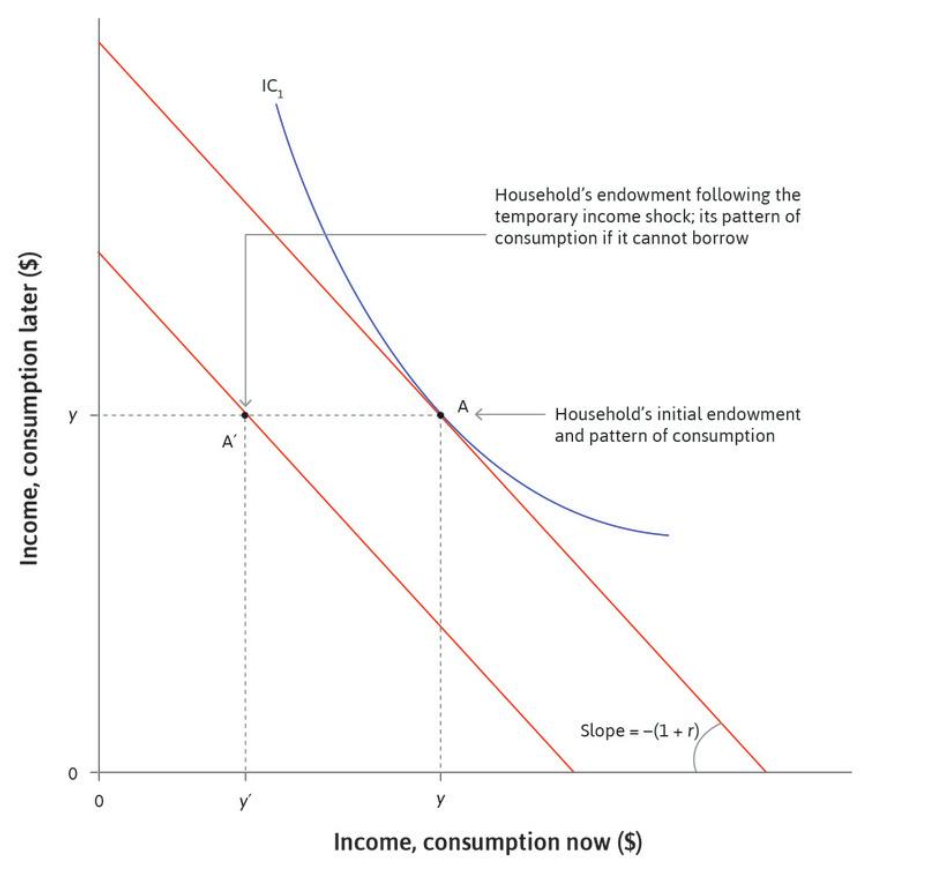 IC1
Household's endowment following the
temporary income shock; its pattern of
consumption if it cannot borrow
Income, consumption later ($)
y
A
Household's initial endowment
and pattern of consumption
A′
Slope = –(1 + r)
0
0
y′
y
Income, consumption now ($)